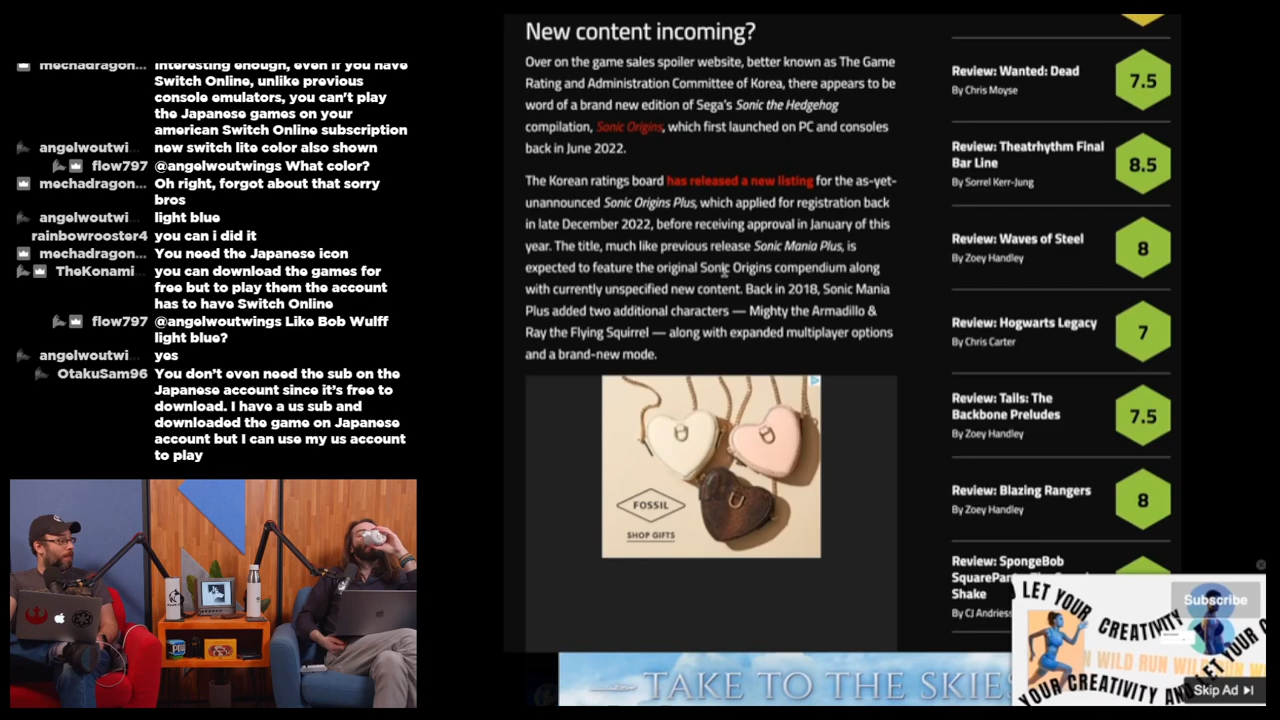 mechadragon...
interesting enough, even if you have
Switch Online, unlike previous
console emulators, you can't play
the Japanese games on your
american Switch Online subscription
angelwoutwi...
new switch lite color also shown
flow797
@angelwoutwings What color?
mechadragon...
Oh right, forgot about that sorry
bros
angelwoutwi...
light blue
rainbowrooster4
you can i did it
mechadragon...
You need the Japanese icon
TheKonami...
you can download the games for
free but to play them the account
has to have Switch Online
flow797
@angelwoutwings Like Bob Wulff
light blue?
angelwoutwi...
yes
OtakuSam96
You don't even need the sub on the
Japanese account since it's free to
download. I have a us sub and
downloaded the game on Japanese
account but I can use my us account
to play
New content incoming?
Over on the game sales spoiler website, better known as The Game
Rating and Administration Committee of Korea, there appears to be
word of a brand new edition of Sega's Sonic the Hedgehog
compilation, Sonic Origins, which first launched on PC and consoles
back in June 2022.
The Korean ratings board has released a new listing for the as-yet-
unannounced Sonic Origins Plus, which applied for registration back
in late December 2022, before receiving approval in January of this
year. The title, much like previous release Sonic Mania Plus, is
expected to feature the original Sonic Origins compendium along
with currently unspecified new content. Back in 2018, Sonic Mania
Plus added two additional characters — Mighty the Armadillo &
Ray the Flying Squirrel — along with expanded multiplayer options
and a brand-new mode.
FOSSIL
SHOP GIFTS
Review: Wanted: Dead
By Chris Moyse
7.5
Review: Theatrhythm Final
Bar Line
By Sorrel Kerr-Jung
8.5
Review: Waves of Steel
By Zoey Handley
8
Review: Hogwarts Legacy
By Chris Carter
7
Review: Tails: The
Backbone Preludes
By Zoey Handley
7.5
Review: Blazing Rangers
By Zoey Handley
8
Review: SpongeBob
Shake
LET YOUR
CREATIVITY
Subscribe
WILD RUN
YOUR CREATIVITY
Skip Ad
TAKE TO THE SKIES